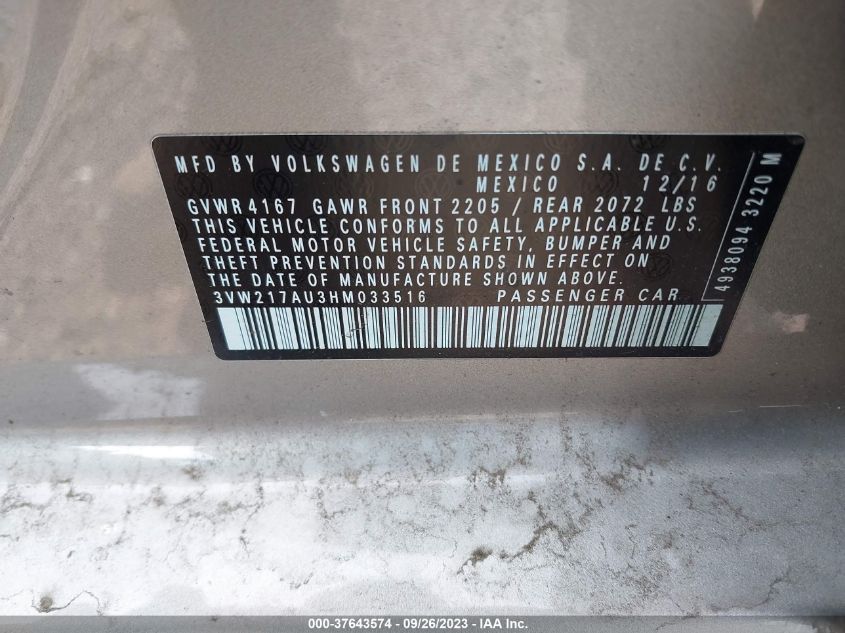 MFD BY VOLKSWAGEN DE MEXICO S.A. DE C.V.
MEXICO 12/16
GVWR 4167 GAWR FRONT 2205 / REAR 2072 LBS
THIS VEHICLE CONFORMS TO ALL APPLICABLE U.S.
FEDERAL MOTOR VEHICLE SAFETY, BUMPER AND
THEFT PREVENTION STANDARDS IN EFFECT ON
THE DATE OF MANUFACTURE SHOWN ABOVE.
3VW217AU3HM033516 PASSENGER CAR
4938094 3220 M
000-37643574 - 09/26/2023 - IAA Inc.